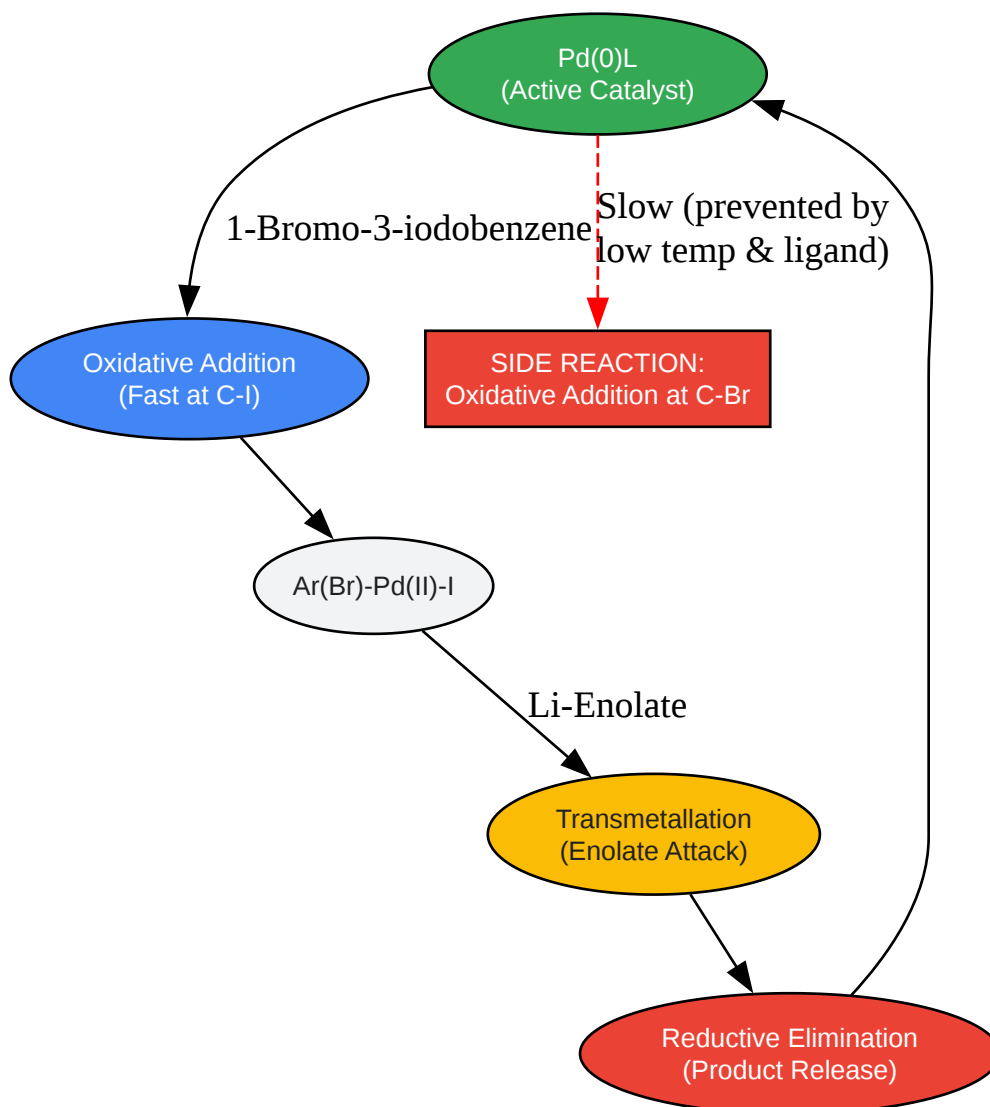 Pd(0)L
(Active Catalyst)
1-Bromo-3-iodobenzene
Slow (prevented by
low temp & ligand)
Oxidative Addition
(Fast at C-I)
SIDE REACTION:
Oxidative Addition at C-Br
Ar(Br)-Pd(II)-I
Li-Enolate
Transmetallation
(Enolate Attack)
Reductive Elimination
(Product Release)